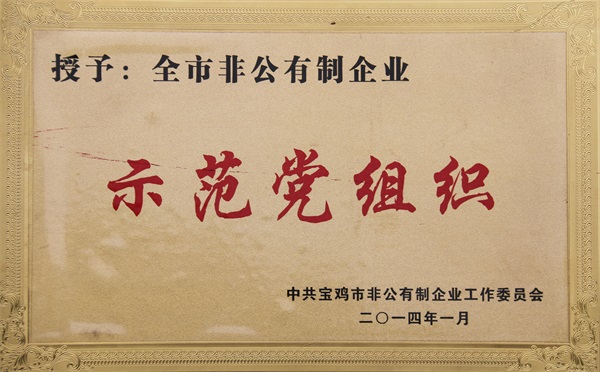 授予：全市非公有制企业
示范党组织
中共宝鸡市非公有制企业工作委员会
二〇一四年一月